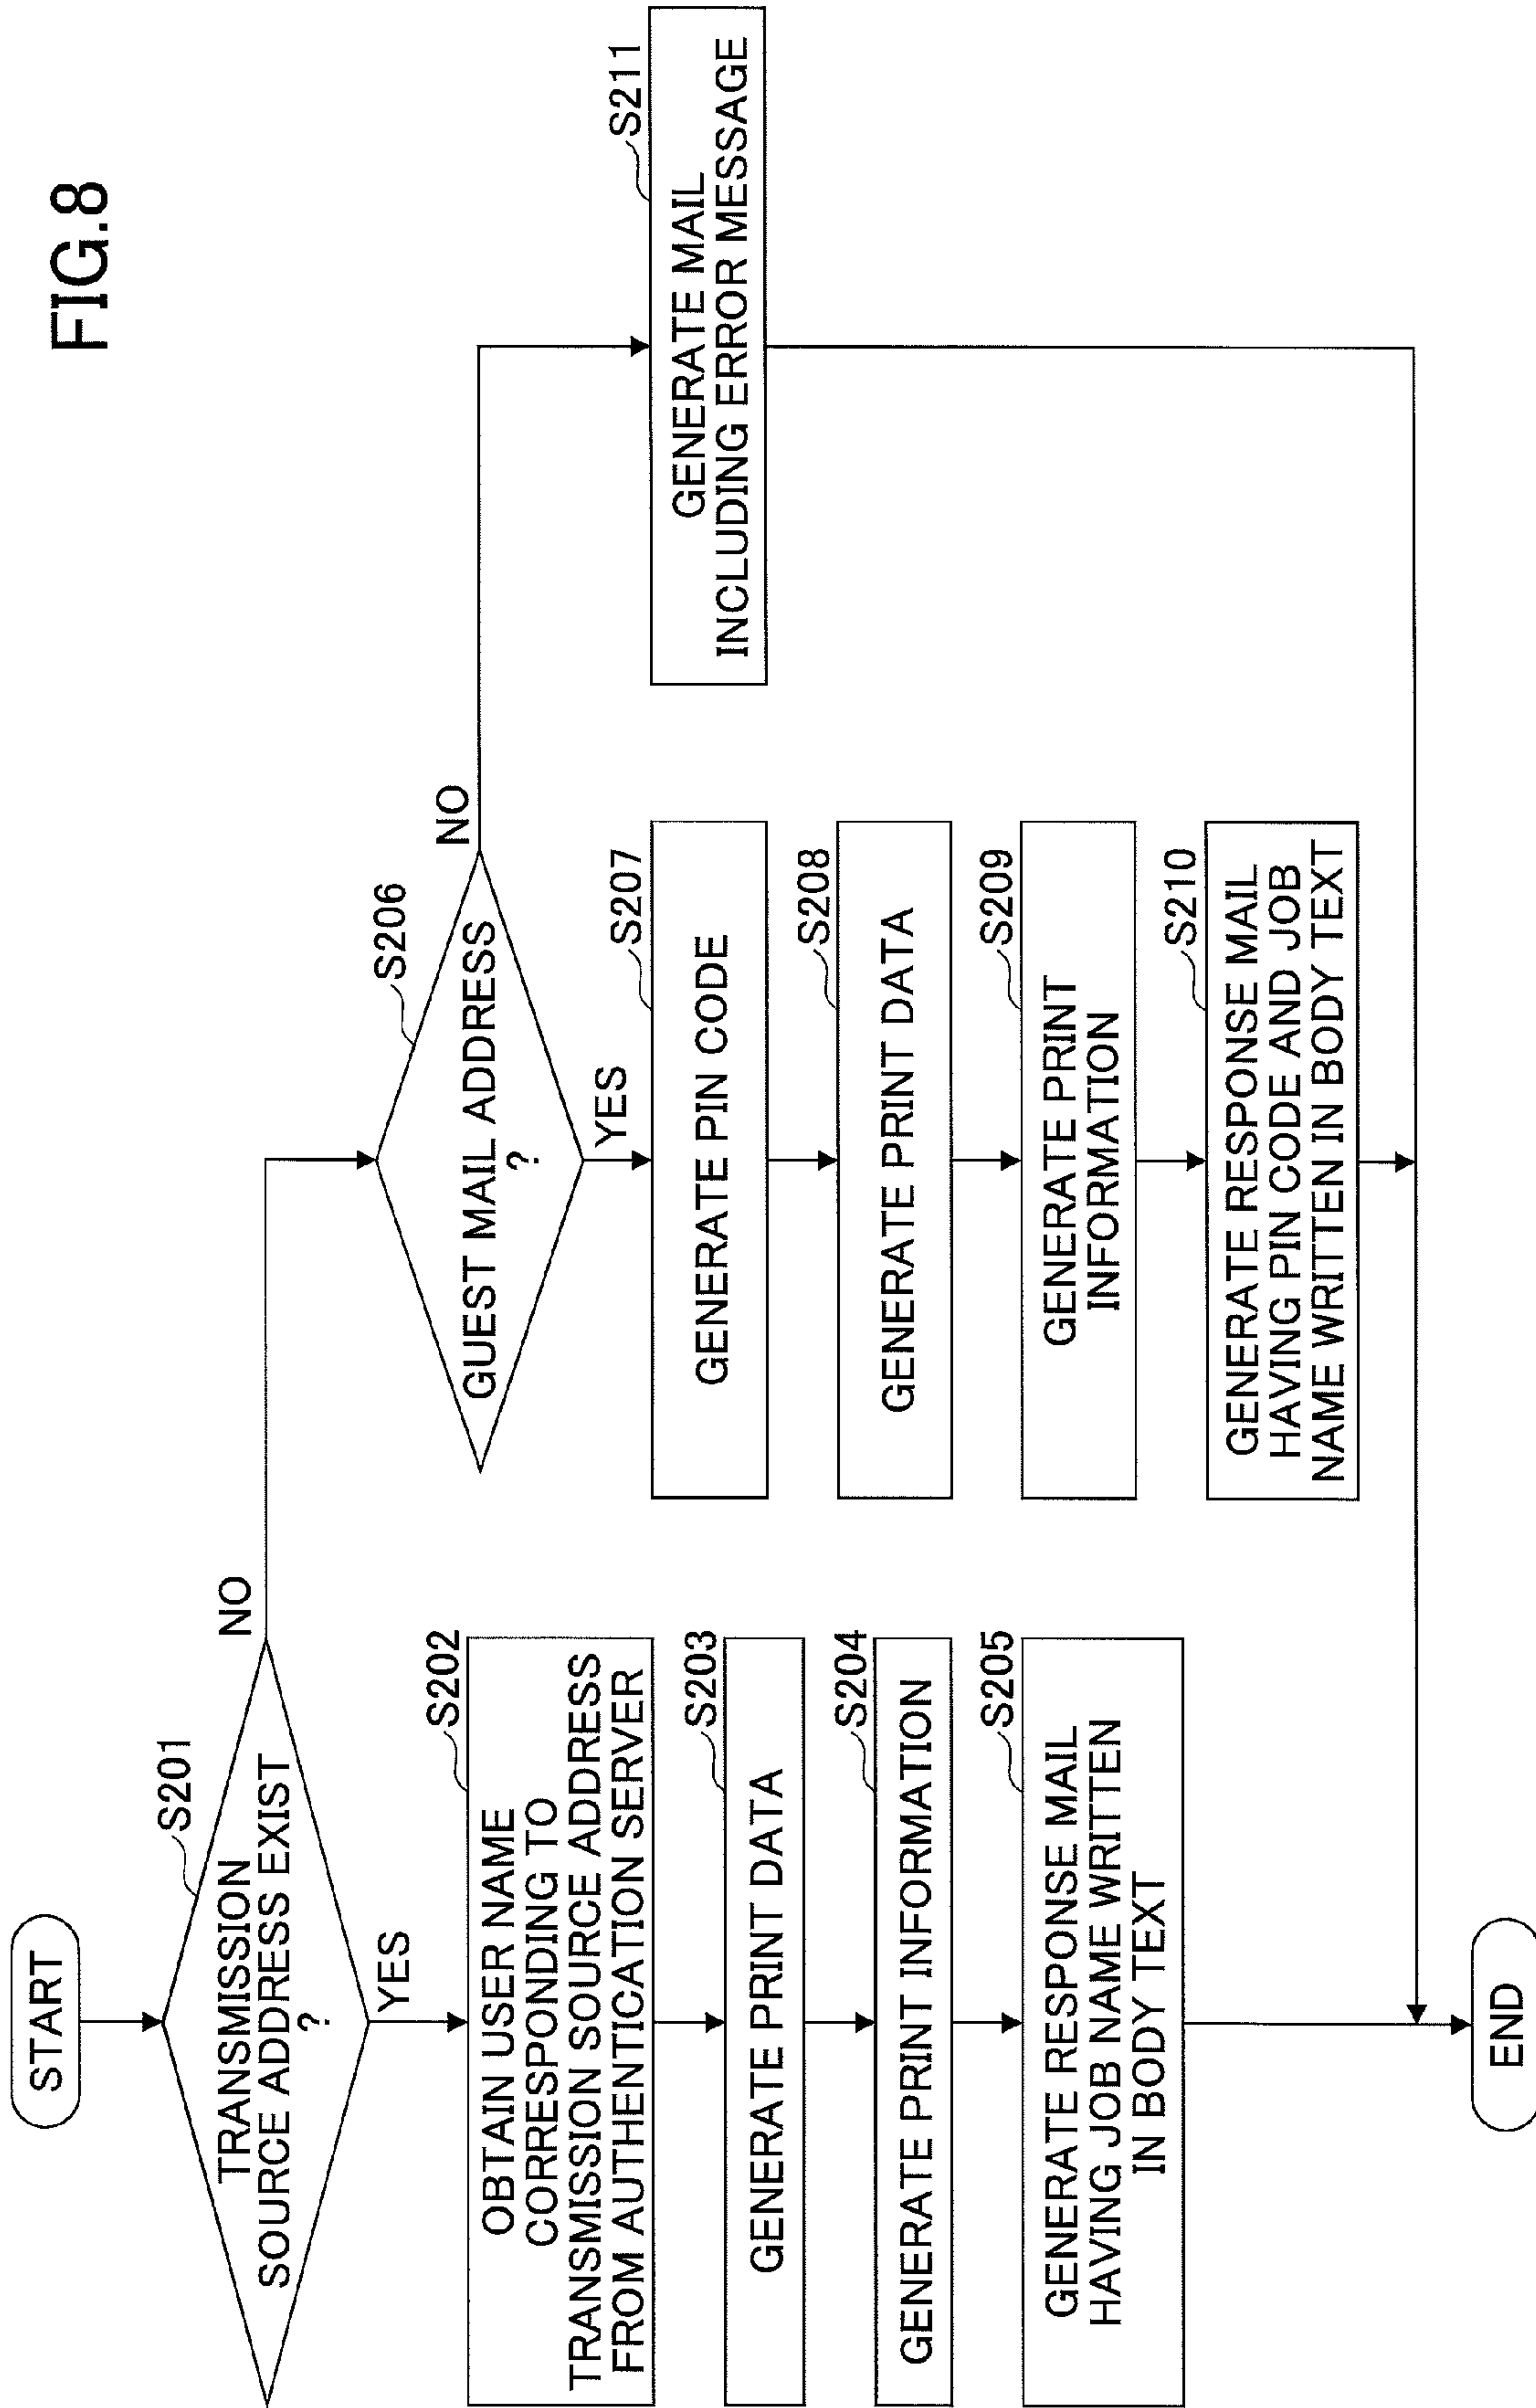 FIG.8
START
S201
TRANSMISSION
SOURCE ADDRESS EXIST
?
NO
YES
S202
OBTAIN USER NAME
CORRESPONDING TO
TRANSMISSION SOURCE ADDRESS
FROM AUTHENTICATION SERVER
S203
GENERATE PRINT DATA
S204
GENERATE PRINT INFORMATION
S205
GENERATE RESPONSE MAIL
HAVING JOB NAME WRITTEN
IN BODY TEXT
S206
GUEST MAIL ADDRESS
?
NO
YES
S207
GENERATE PIN CODE
S208
GENERATE PRINT DATA
S209
GENERATE PRINT
INFORMATION
S210
GENERATE RESPONSE MAIL
HAVING PIN CODE AND JOB
NAME WRITTEN IN BODY TEXT
S211
GENERATE MAIL
INCLUDING ERROR MESSAGE
END